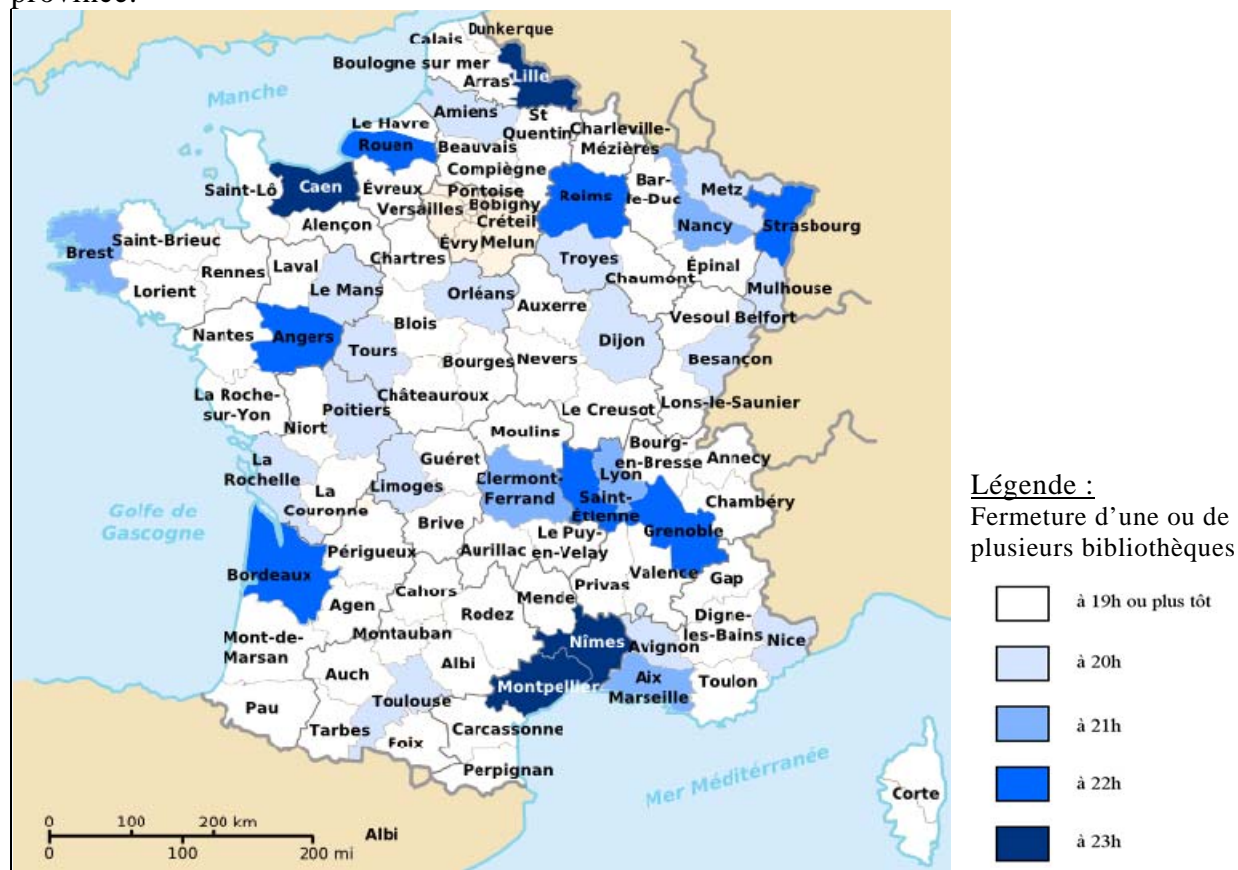 province.
Dunkerque
Calais
Boulogne sur mer
Lille
Arras
Manche
Amiens
St
Quentin
Le Havre
Charleville-
Mézières
Rouen
Beauvais
Compiègne
Saint-Lô
Caen
Évreux
Pontoise
Reims
Bar-
le-Duc
Metz
Versailles
Bobigny
Créteil
Nancy
Strasbourg
Alençon
Évry
Melun
Brest
Saint-Brieuc
Rennes
Laval
Chartres
Troyes
Chaumont
Épinal
Lorient
Le Mans
Orléans
Auxerre
Mulhouse
Nantes
Angers
Blois
Vesoul
Belfort
Tours
Dijon
Bourges
Nevers
Besançon
La Roche-
sur-Yon
Châteauroux
Poitiers
Niort
Le Creusot
Lons-le-Saunier
Moulins
Bourg-
en-Bresse
Annecy
La
Rochelle
Guéret
Clermont-
Ferrand
Lyon
Limoges
Saint-
Étienne
Chambéry
La
Couronne
Golfe de
Gascogne
Brive
Grenoble
Le Puy-
en-Velay
Périgueux
Aurillac
Bordeaux
Valence
Gap
Privas
Cahors
Mende
Agen
Rodez
Digne-
les-Bains
Mont-de-
Marsan
Montauban
Nîmes
Avignon
Nice
Albi
Auch
Aix
Marseille
Toulon
Montpellier
Toulouse
Pau
Tarbes
Foix
Carcassonne
Perpignan
Mer Méditérranée
Corte
0 100 200 km
Albi
0 100 200 mi
Légende :
Fermeture d’une ou de
plusieurs bibliothèques
à 19h ou plus tôt
à 20h
à 21h
à 22h
à 23h